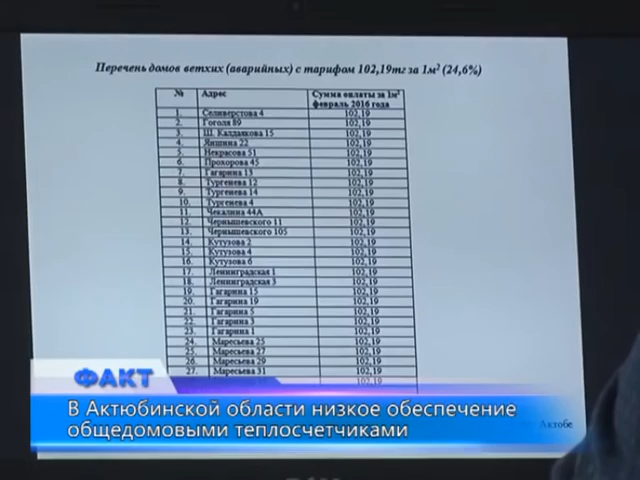 Перечень домов ветхих (аварийных) с тарифом 102,19тг за 1м² (24,6%)
№ Адрес Сумма оплаты за 1м² февраль 2016 года
1. Селиверстова 4 102,19
2. Гоголя 89 102,19
3. Ш. Калдаякова 15 102,19
4. Яншина 22 102,19
5. Некрасова 51 102,19
6. Прохорова 45 102,19
7. Гагарина 13 102,19
8. Тургенева 12 102,19
9. Тургенева 14 102,19
10. Тургенева 4 102,19
11. Чекалина 44А 102,19
12. Чернышевского 11 102,19
13. Чернышевского 105 102,19
14. Кутузова 2 102,19
15. Кутузова 4 102,19
16. Кутузова 6 102,19
17. Ленинградская 1 102,19
18. Ленинградская 3 102,19
19. Гагарина 15 102,19
20. Гагарина 19 102,19
21. Гагарина 5 102,19
22. Гагарина 3 102,19
23. Гагарина 1 102,19
24. Маресьева 25 102,19
25. Маресьева 27 102,19
26. Маресьева 29 102,19
27. Маресьева 31 102,19
ФАКТ
В Актюбинской области низкое обеспечение
общедомовыми теплосчетчиками
Актобе